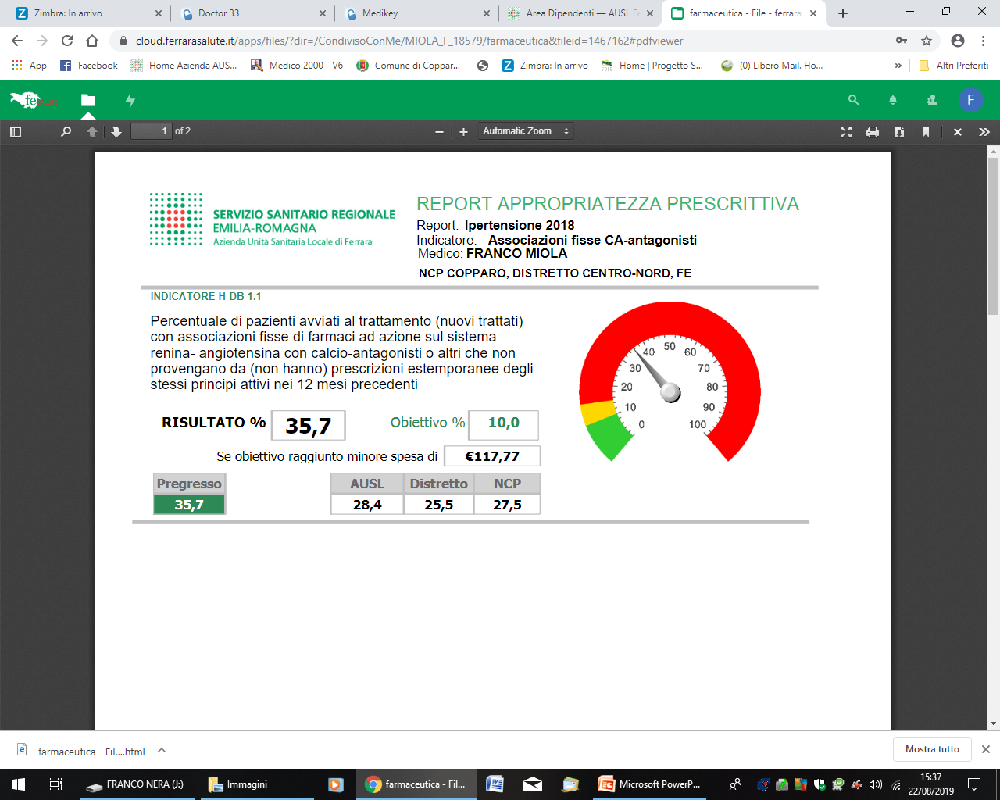 Zimbra: In arrivo
Doctor 33
Medikey
Area Dipendenti — AUSL Fe
farmaceutica - File - ferrara
cloud.ferrarasalute.it/apps/files/?dir=/CondivisoConMe/MIOLA_F_18579/farmaceutica&fileid=1467162#pdfviewer
App
Facebook
Home Azienda AUS...
Medico 2000 - V6
Comune di Coppar...
Zimbra: In arrivo
Home | Progetto S...
(0) Libero Mail. Ho...
»
Altri Preferiti
F
1 of 2
Automatic Zoom
SERVIZIO SANITARIO REGIONALE
EMILIA-ROMAGNA
Azienda Unità Sanitaria Locale di Ferrara
REPORT APPROPRIATEZZA PRESCRITTIVA
Report: Ipertensione 2018
Indicatore: Associazioni fisse CA-antagonisti
Medico: FRANCO MIOLA
NCP COPPARO, DISTRETTO CENTRO-NORD, FE
INDICATORE H-DB 1.1
Percentuale di pazienti avviati al trattamento (nuovi trattati)
con associazioni fisse di farmaci ad azione sul sistema
renina- angiotensina con calcio-antagonisti o altri che non
provengano da (non hanno) prescrizioni estemporanee degli
stessi principi attivi nei 12 mesi precedenti
0 10 20 30 40 50 60 70 80 90 100
RISULTATO % 35,7 Obiettivo % 10,0
Se obiettivo raggiunto minore spesa di €117,77
Pregresso AUSL Distretto NCP
35,7 28,4 25,5 27,5
farmaceutica - Fil....html
Mostra tutto
FRANCO NERA (J:)
Immagini
farmaceutica - Fil...
Microsoft PowerP...
15:37
22/08/2019